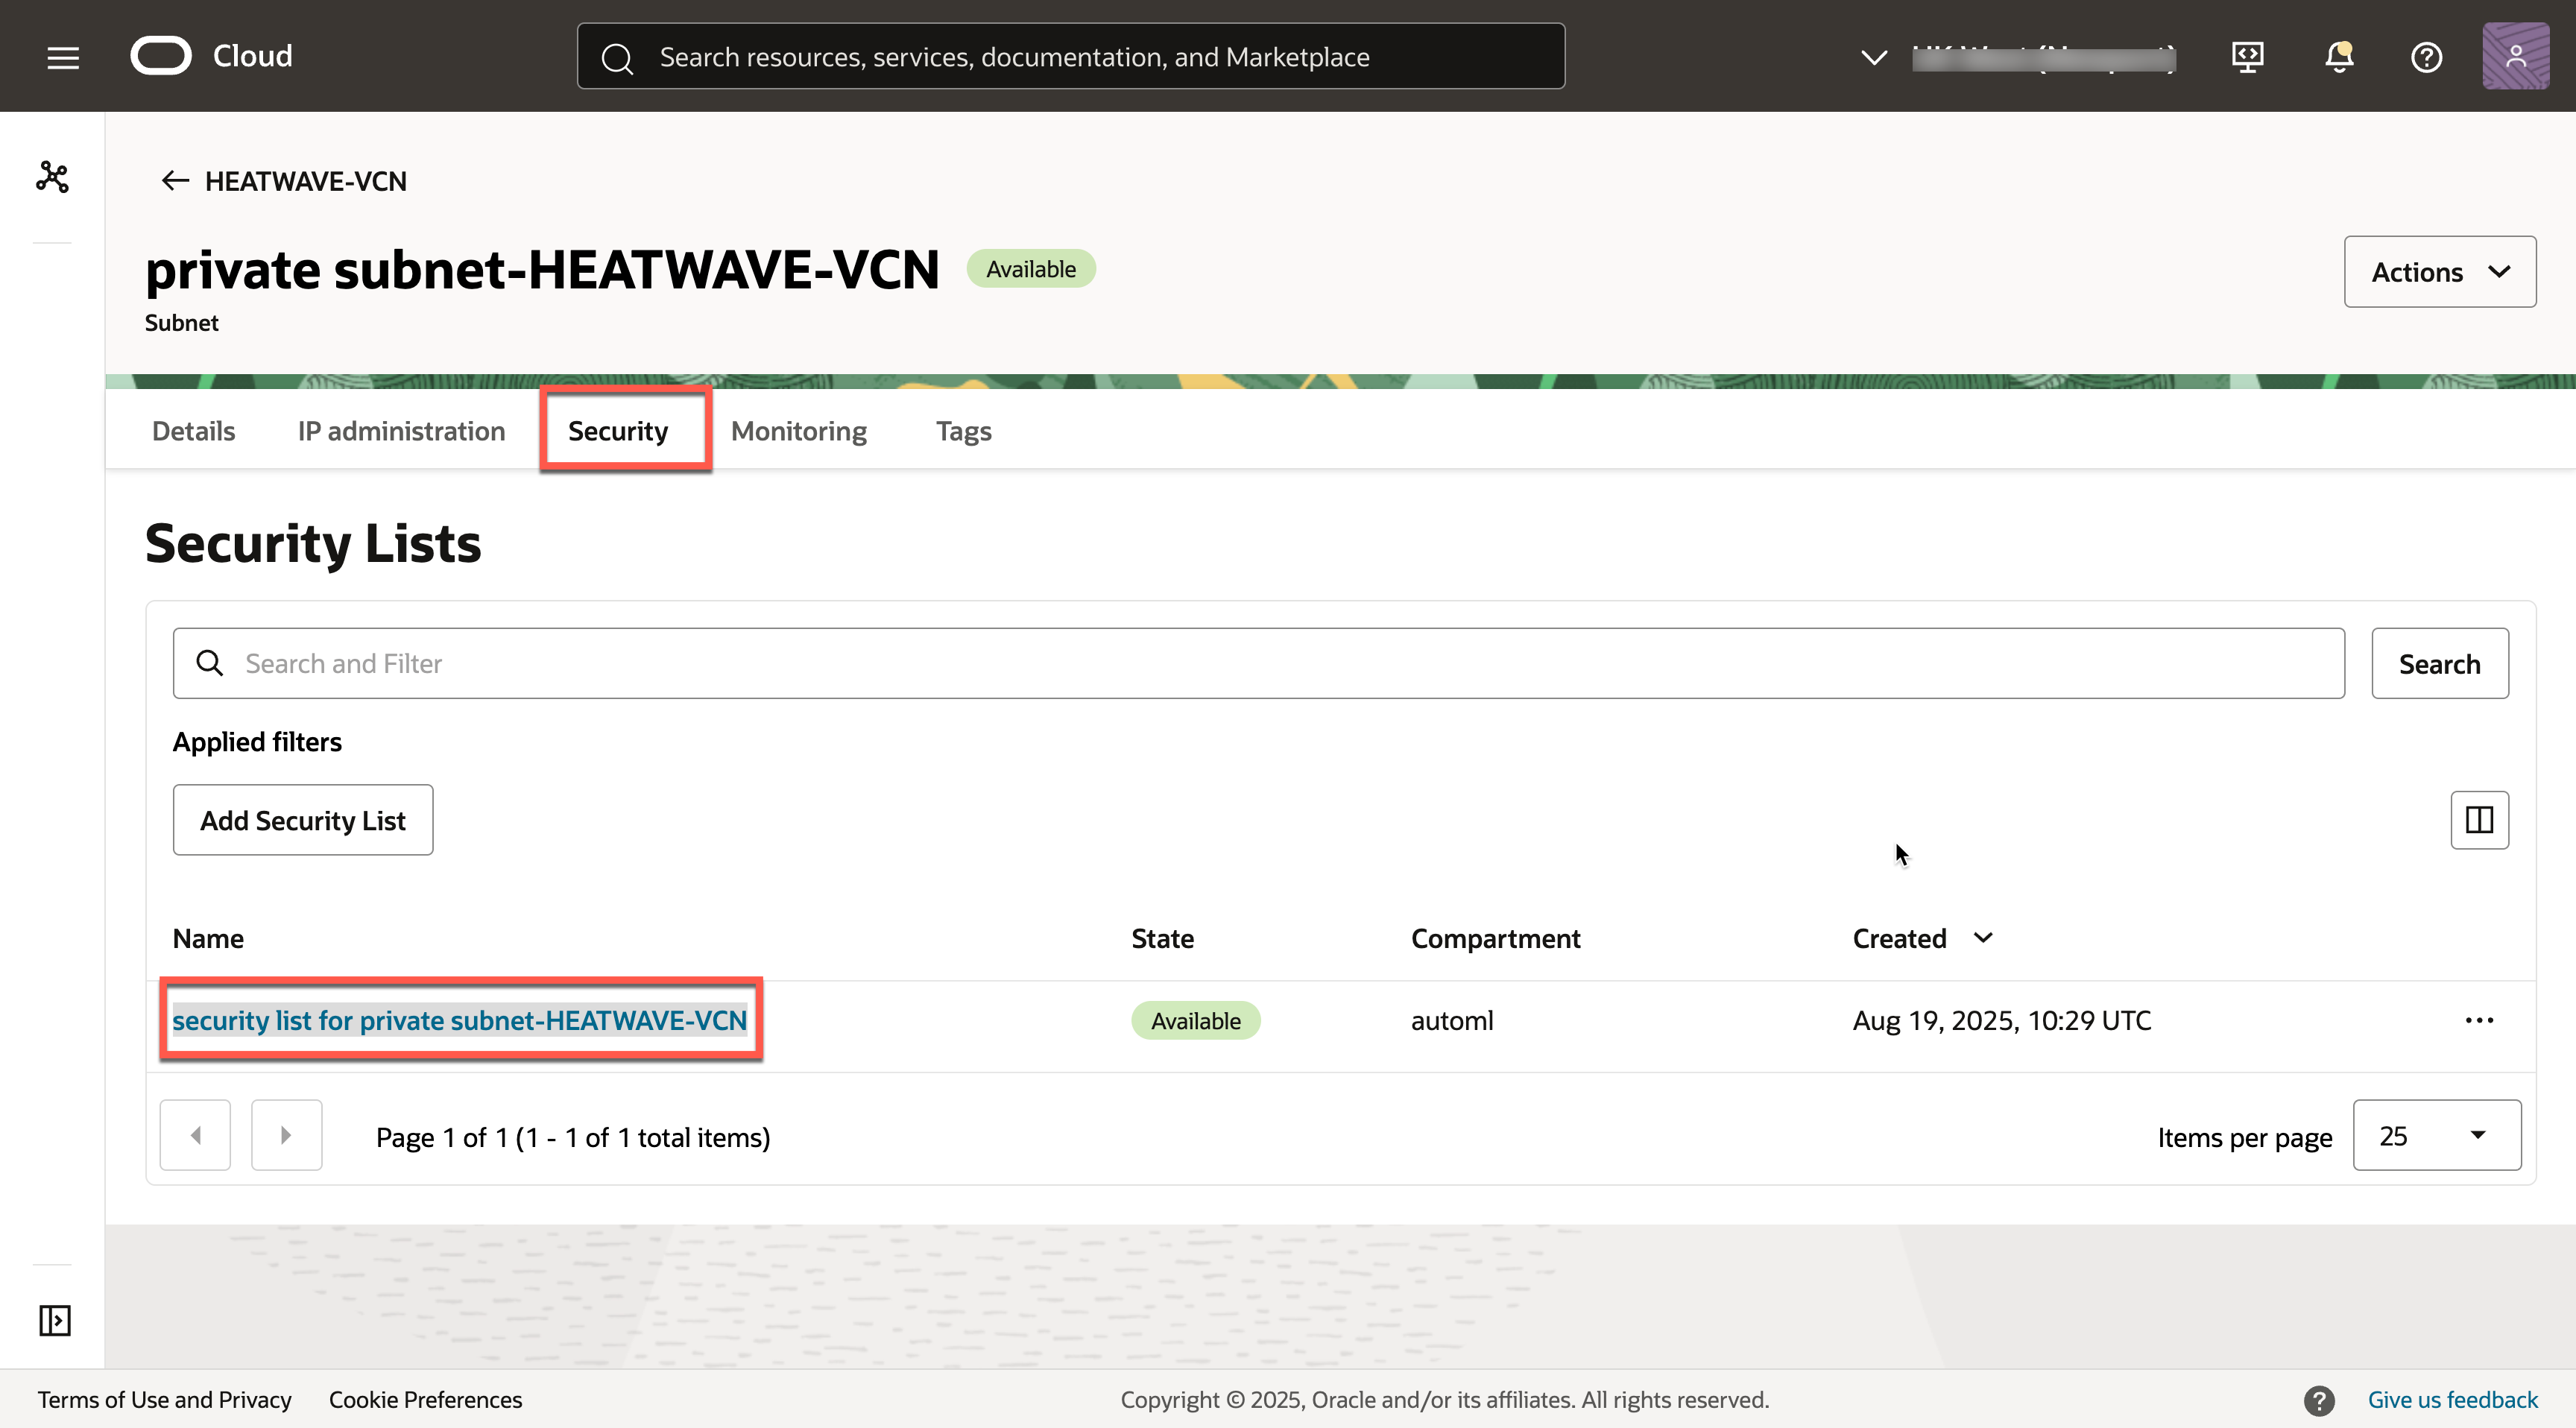 Cloud
Search resources, services, documentation, and Marketplace
HEATWAVE-VCN
private subnet-HEATWAVE-VCN
Available
Actions
Subnet
Details
IP administration
Security
Monitoring
Tags
Security Lists
Search and Filter
Search
Applied filters
Add Security List
Name
State
Compartment
Created
security list for private subnet-HEATWAVE-VCN
Available
automl
Aug 19, 2025, 10:29 UTC
Page 1 of 1 (1 - 1 of 1 total items)
Items per page
25
Terms of Use and Privacy
Cookie Preferences
Copyright © 2025, Oracle and/or its affiliates. All rights reserved.
Give us feedback